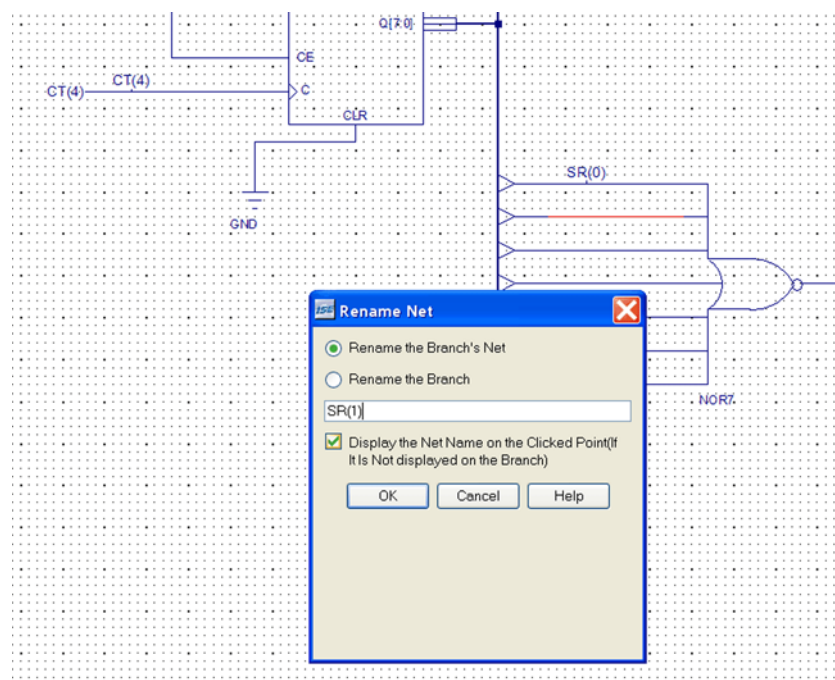 Q[7:0]
CE
CT(4)
CT(4)
C
CLR
GND
SR(0)
ISE
Rename Net
Rename the Branch's Net
Rename the Branch
SR(1)
Display the Net Name on the Clicked Point(If
It Is Not displayed on the Branch)
OK
Cancel
Help
NOR7